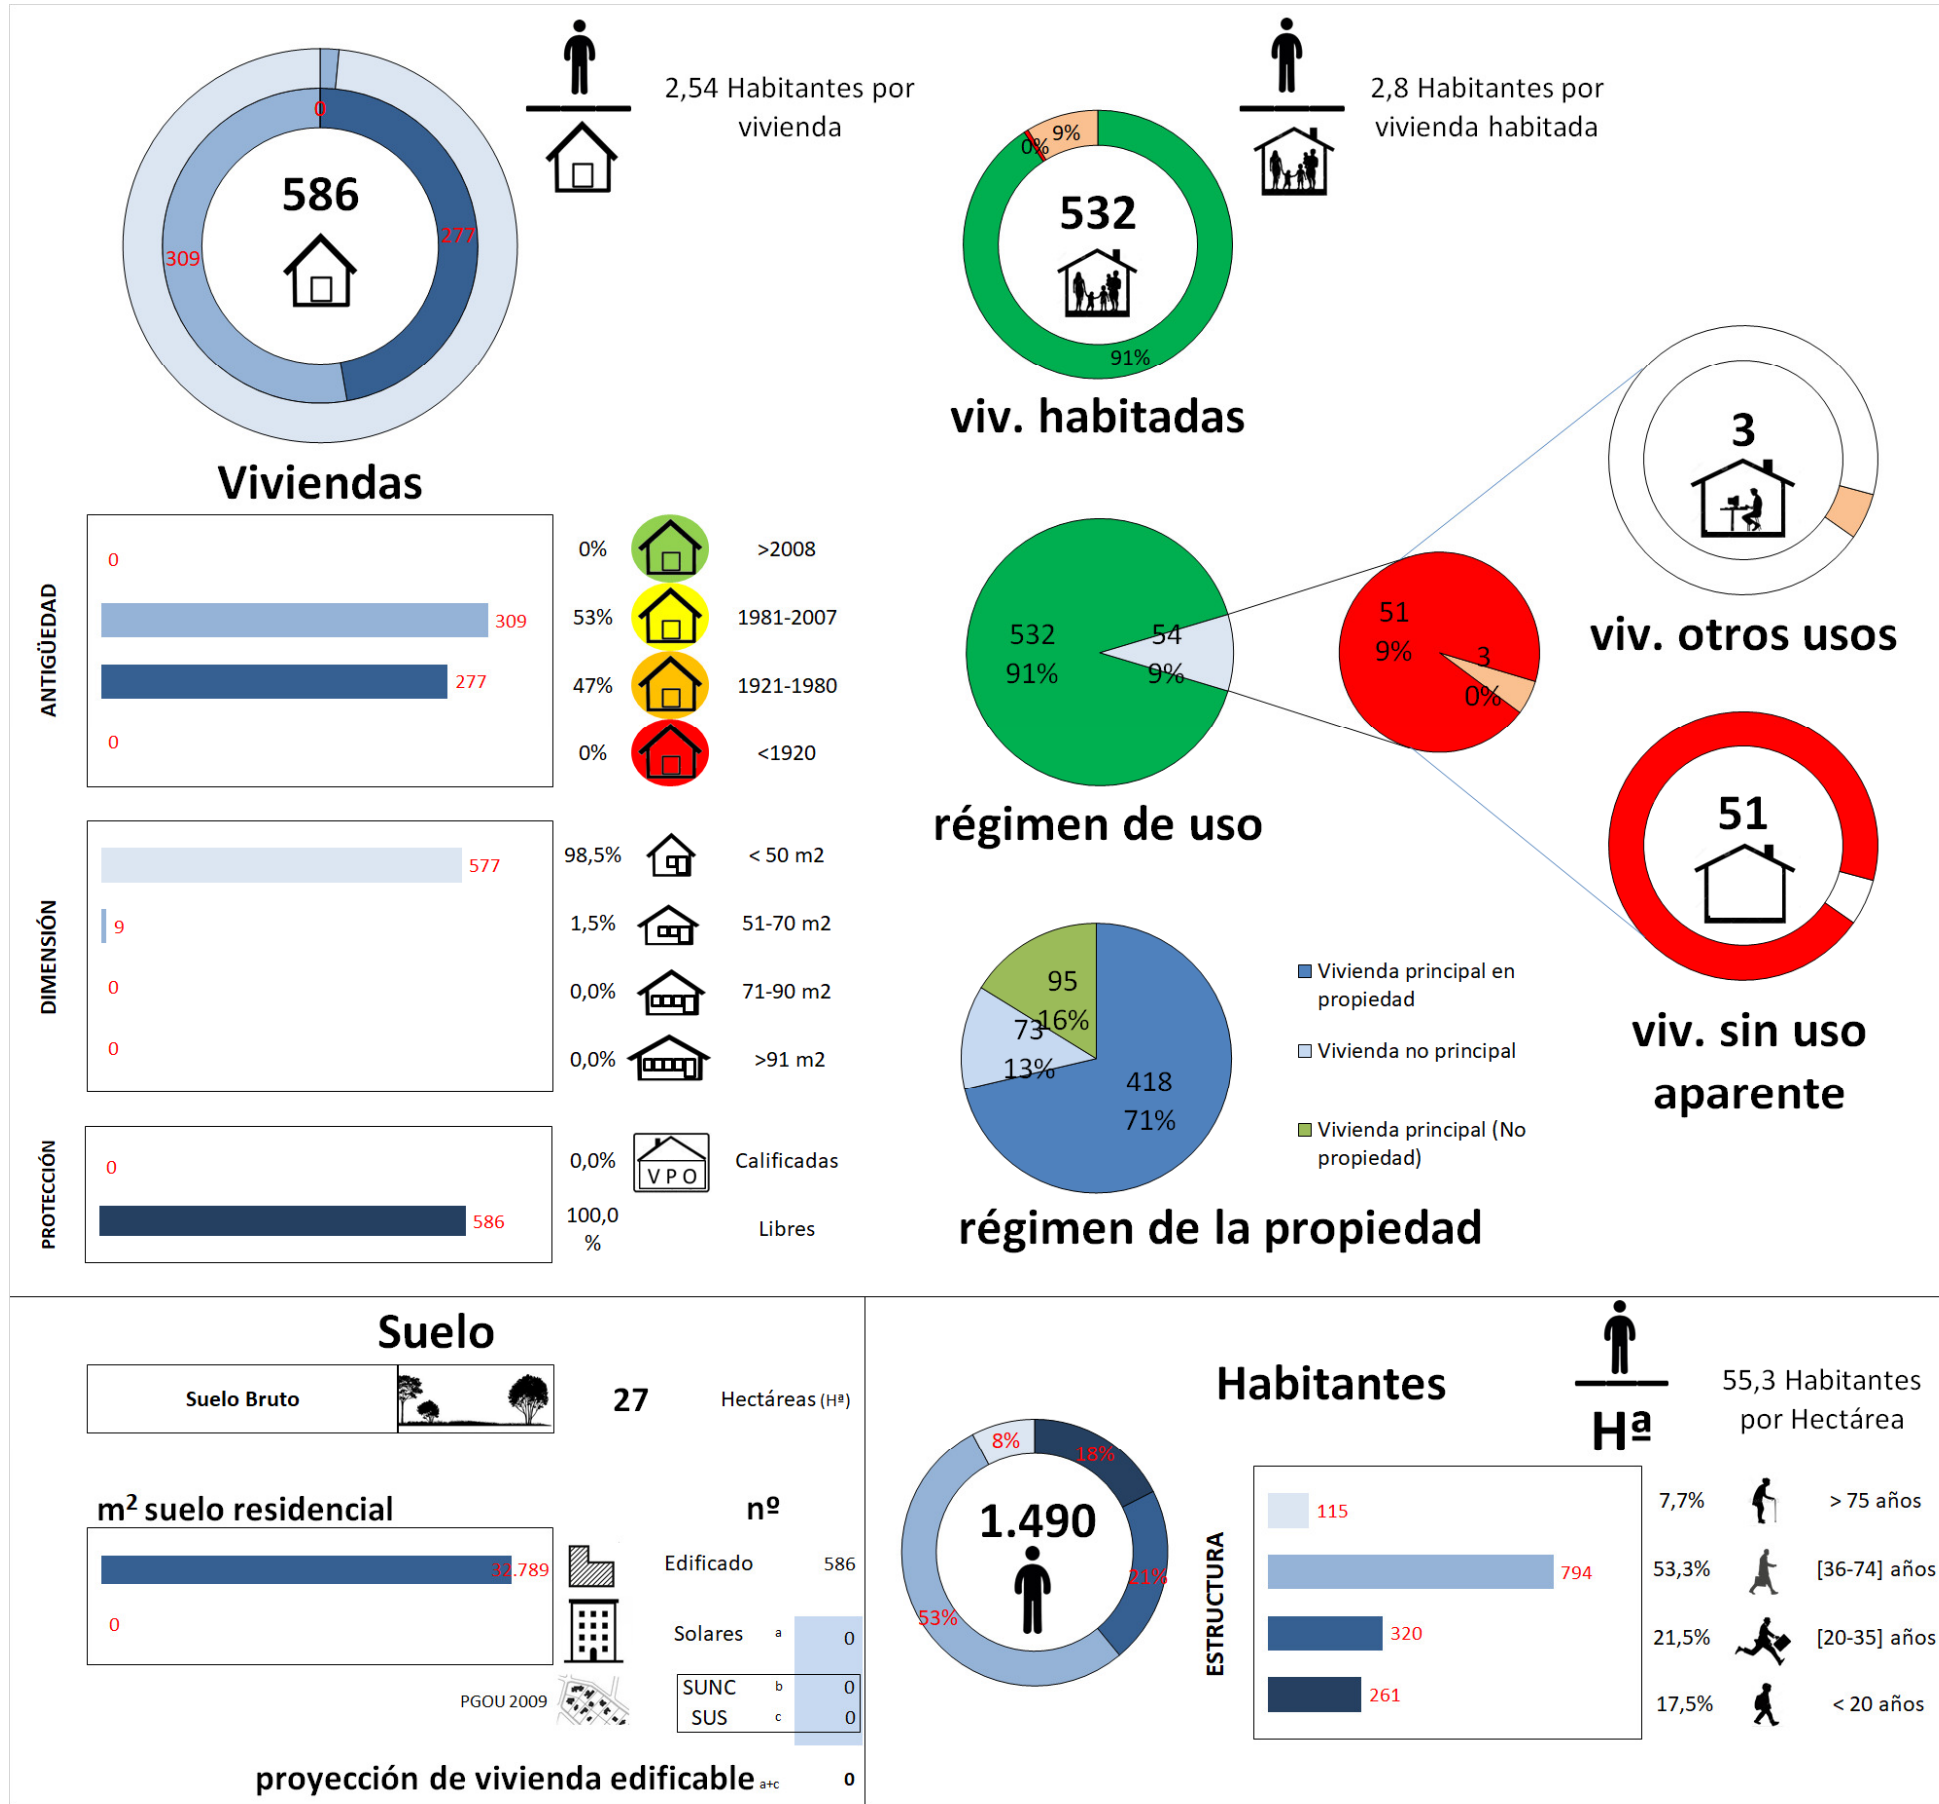 2,54 Habitantes por
vivienda
0
586
277
309
Viviendas
2,8 Habitantes por
vivienda habitada
9%
0%
532
91%
viv. habitadas
3
viv. otros usos
532
91%
54
9%
51
9%
3
0%
régimen de uso
51
viv. sin uso
aparente
ANTIGÜEDAD
0
0%
>2008
309
53%
1981-2007
277
47%
1921-1980
0
0%
<1920
DIMENSIÓN
577
98,5%
< 50 m2
9
1,5%
51-70 m2
0
0,0%
71-90 m2
0
0,0%
>91 m2
PROTECCIÓN
0
0,0%
V P O
Calificadas
586
100,0
%
Libres
95
16%
73
13%
418
71%
Vivienda principal en
propiedad
Vivienda no principal
Vivienda principal (No
propiedad)
régimen de la propiedad
Suelo
Suelo Bruto
27
Hectáreas (Hª)
m² suelo residencial
nº
32.789
Edificado
586
0
Solares a
0
PGOU 2009
SUNC b
0
SUS c
0
proyección de vivienda edificable a+c
0
Habitantes
Hª
55,3 Habitantes
por Hectárea
8%
18%
1.490
21%
53%
ESTRUCTURA
115
7,7%
> 75 años
794
53,3%
[36-74] años
320
21,5%
[20-35] años
261
17,5%
< 20 años